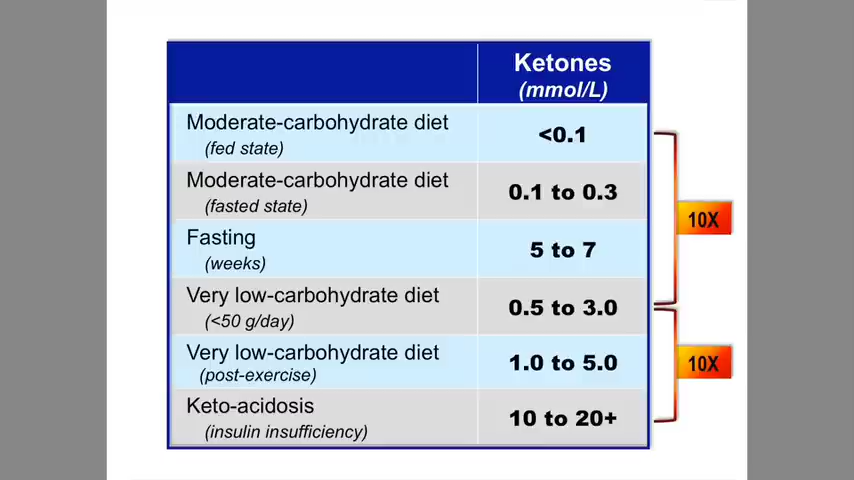 Ketones
(mmol/L)
Moderate-carbohydrate diet
(fed state)
<0.1
Moderate-carbohydrate diet
(fasted state)
0.1 to 0.3
Fasting
(weeks)
5 to 7
Very low-carbohydrate diet
(<50 g/day)
0.5 to 3.0
Very low-carbohydrate diet
(post-exercise)
1.0 to 5.0
Keto-acidosis
(insulin insufficiency)
10 to 20+
10X
10X